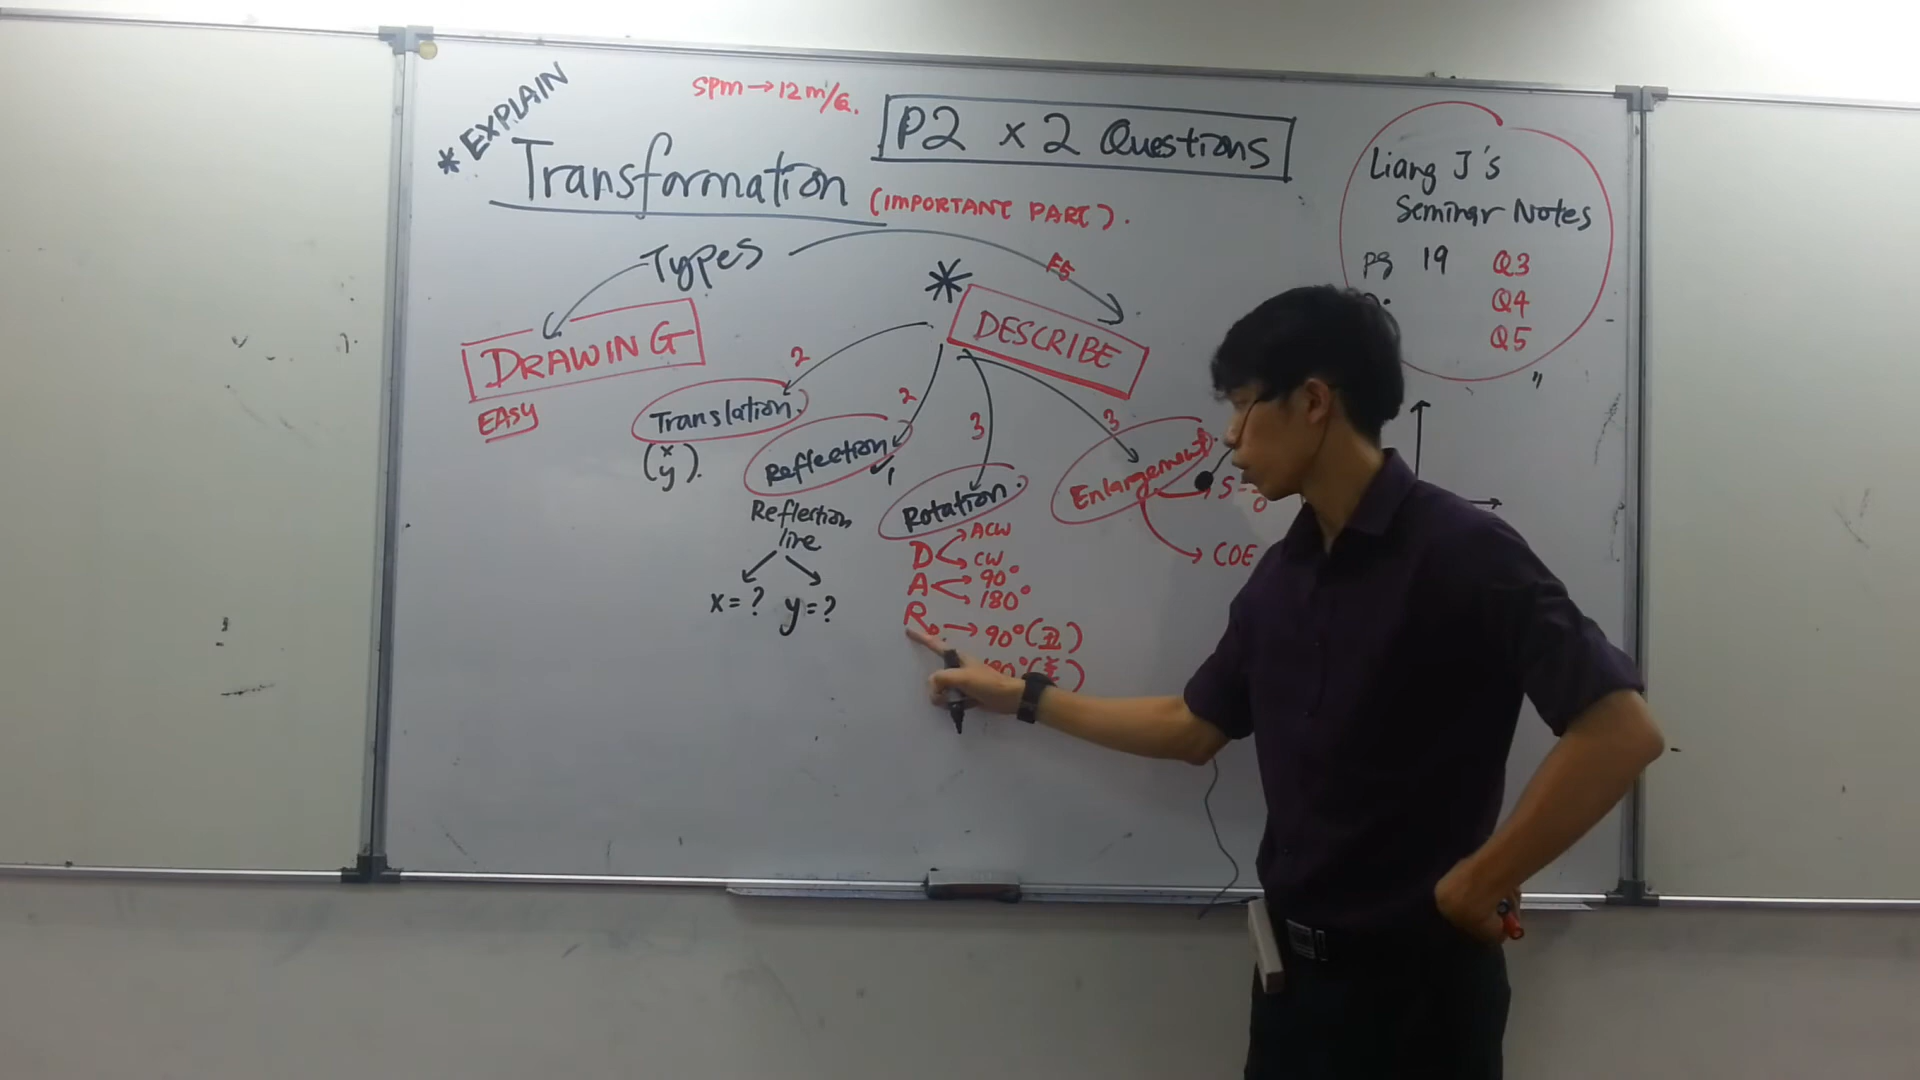 * EXPLAIN
SPM → 12 m/Q.
P2 x 2 Questions
Transformation
(IMPORTANT PART).
Types
F5
*
DRAWING
EASY
DESCRIBE
2
2
3
3
Translation.
(x y).
Reflection
Reflection
line
x=? y=?
Rotation.
D
ACW
CW
A
90°
180°
R
→ 90° (丑)
180°
Enlargement
S
COE
Liang J's
Seminar Notes
pg 19 Q3
Q4
Q5